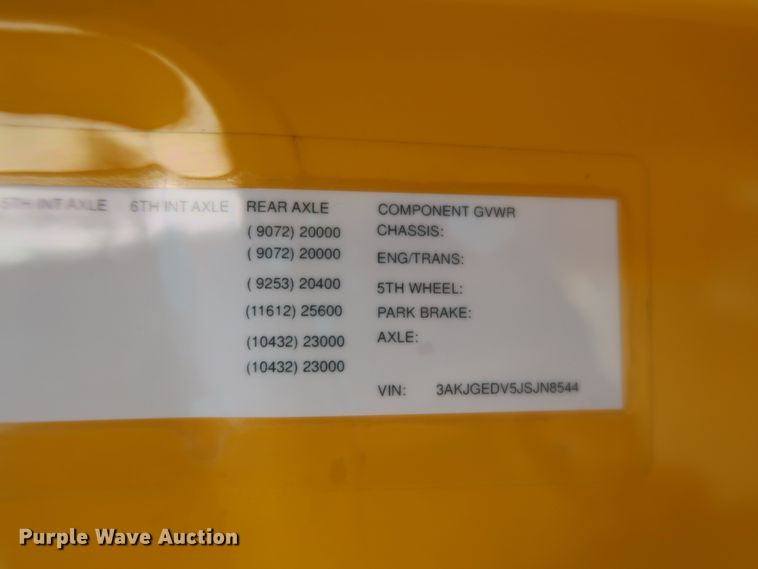 5TH INT AXLE 6TH INT AXLE REAR AXLE COMPONENT GVWR
( 9072) 20000 CHASSIS:
( 9072) 20000 ENG/TRANS:
( 9253) 20400 5TH WHEEL:
(11612) 25600 PARK BRAKE:
(10432) 23000 AXLE:
(10432) 23000
VIN: 3AKJGEDV5JSJN8544
Purple Wave Auction